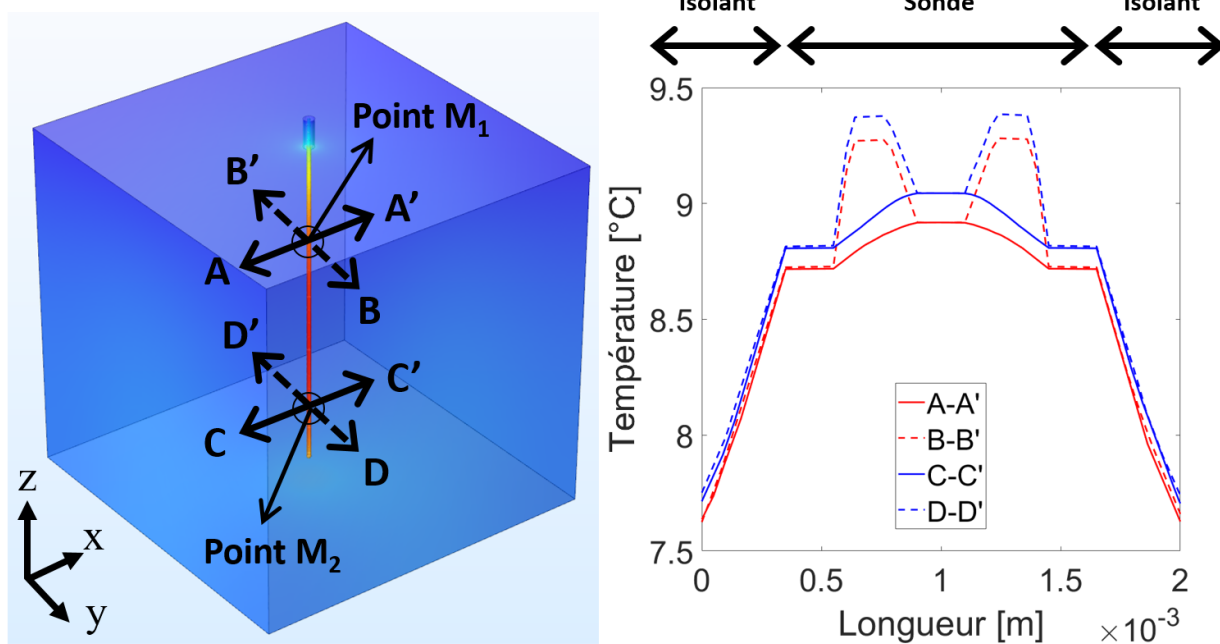 Isolant
Sonde
Isolant
Point M₁
B’
A’
A
B
D’
C’
C
D
Point M₂
z
x
y
Température [°C]
9.5
9
8.5
8
7.5
A-A'
B-B'
C-C'
D-D'
0
0.5
1
1.5
2
Longueur [m]
×10⁻³